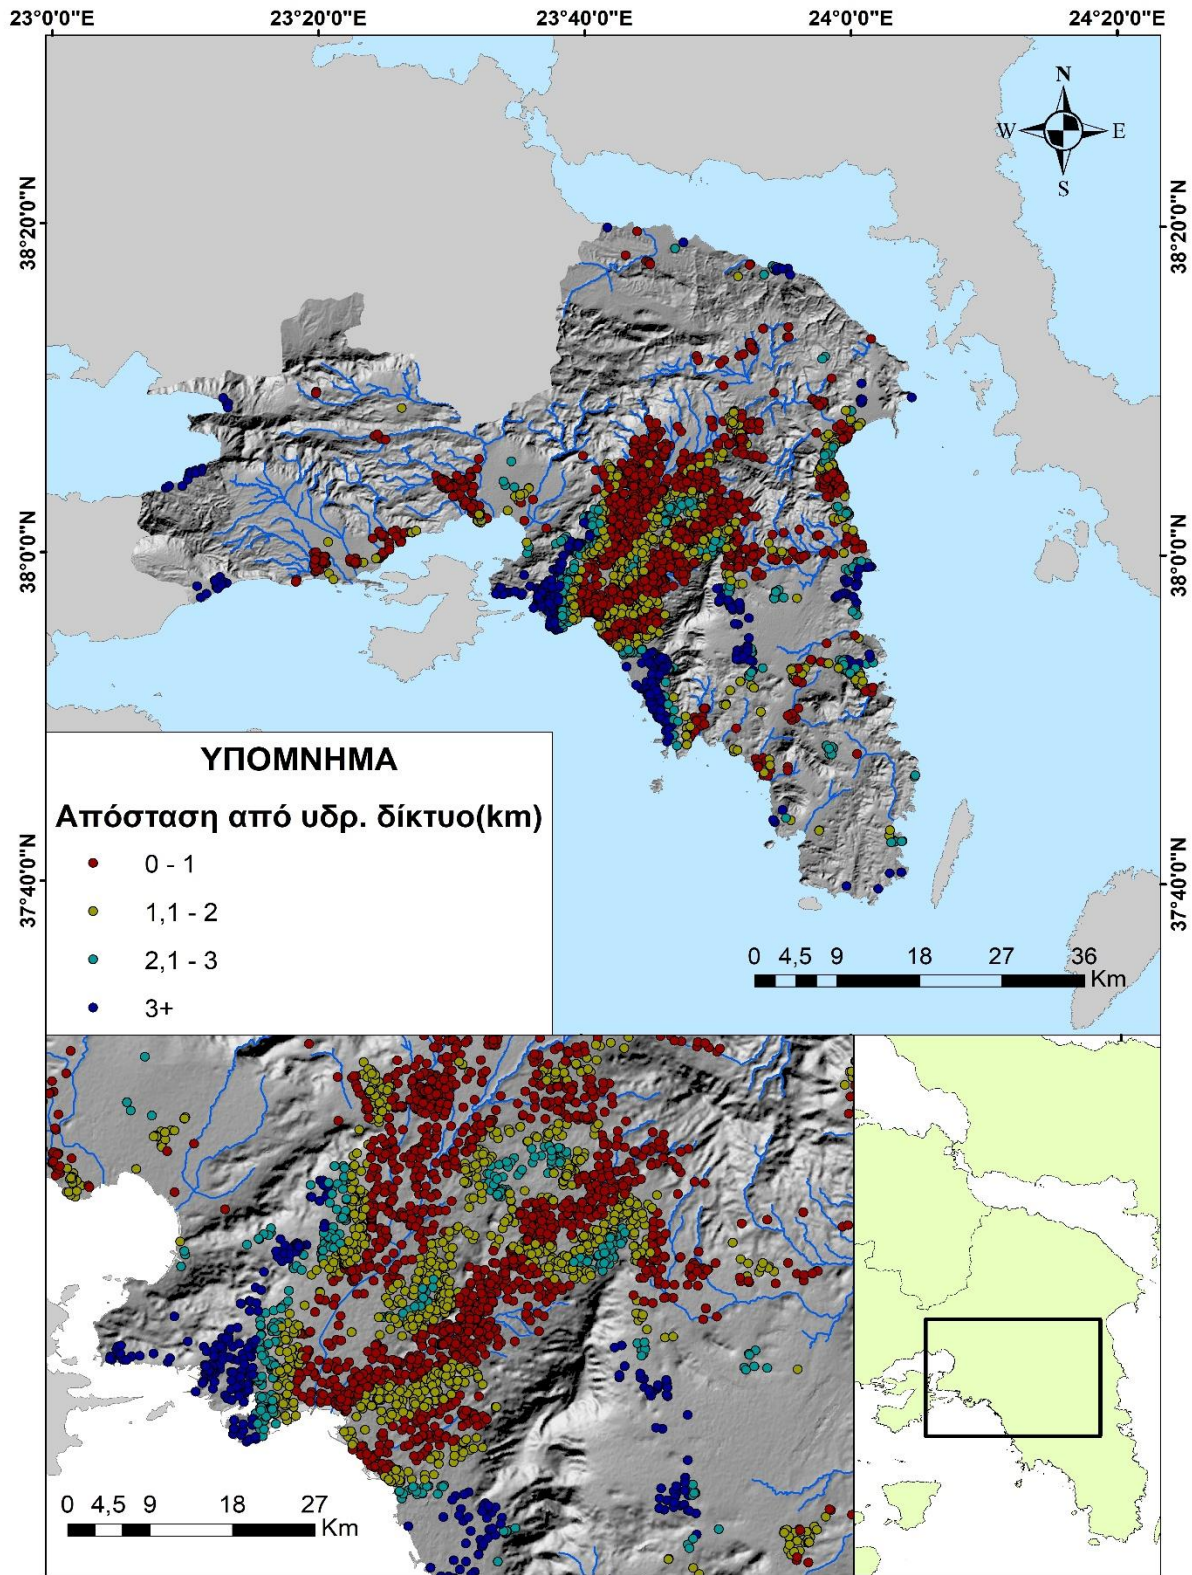 23°0'0"E 23°20'0"E 23°40'0"E 24°0'0"E 24°20'0"E
N
W E
S
38°20'0"N 38°20'0"N
38°0'0"N 38°0'0"N
37°40'0"N 37°40'0"N
ΥΠΟΜΝΗΜΑ
Απόσταση από υδρ. δίκτυο(km)
0 - 1
1,1 - 2
2,1 - 3
3+
0 4,5 9 18 27 36
Km
0 4,5 9 18 27
Km